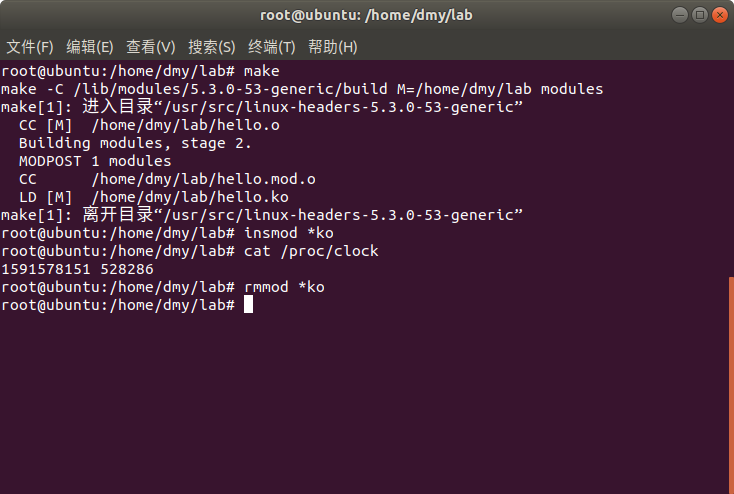 root@ubuntu: /home/dmy/lab
文件(F) 编辑(E) 查看(V) 搜索(S) 终端(T) 帮助(H)
root@ubuntu:/home/dmy/lab# make
make -C /lib/modules/5.3.0-53-generic/build M=/home/dmy/lab modules
make[1]: 进入目录“/usr/src/linux-headers-5.3.0-53-generic”
  CC [M]  /home/dmy/lab/hello.o
  Building modules, stage 2.
  MODPOST 1 modules
  CC      /home/dmy/lab/hello.mod.o
  LD [M]  /home/dmy/lab/hello.ko
make[1]: 离开目录“/usr/src/linux-headers-5.3.0-53-generic”
root@ubuntu:/home/dmy/lab# insmod *ko
root@ubuntu:/home/dmy/lab# cat /proc/clock
1591578151 528286
root@ubuntu:/home/dmy/lab# rmmod *ko
root@ubuntu:/home/dmy/lab#